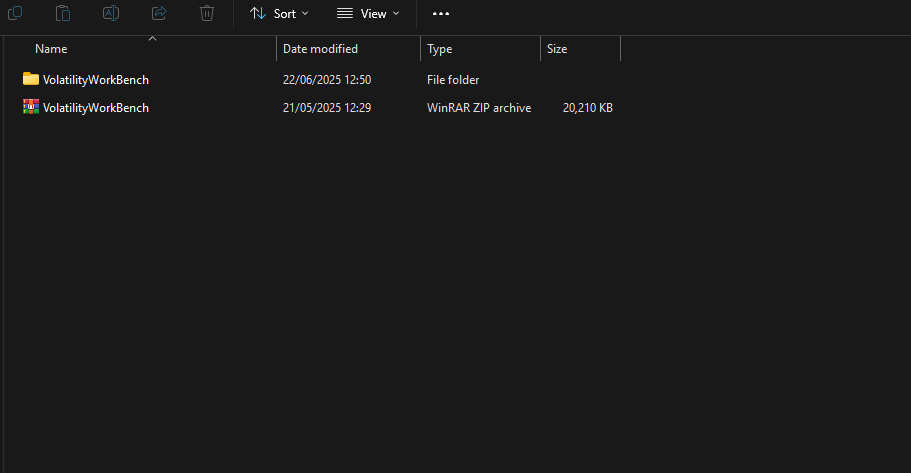 Sort View •••
Name Date modified Type Size
VolatilityWorkBench 22/06/2025 12:50 File folder
VolatilityWorkBench 21/05/2025 12:29 WinRAR ZIP archive 20,210 KB